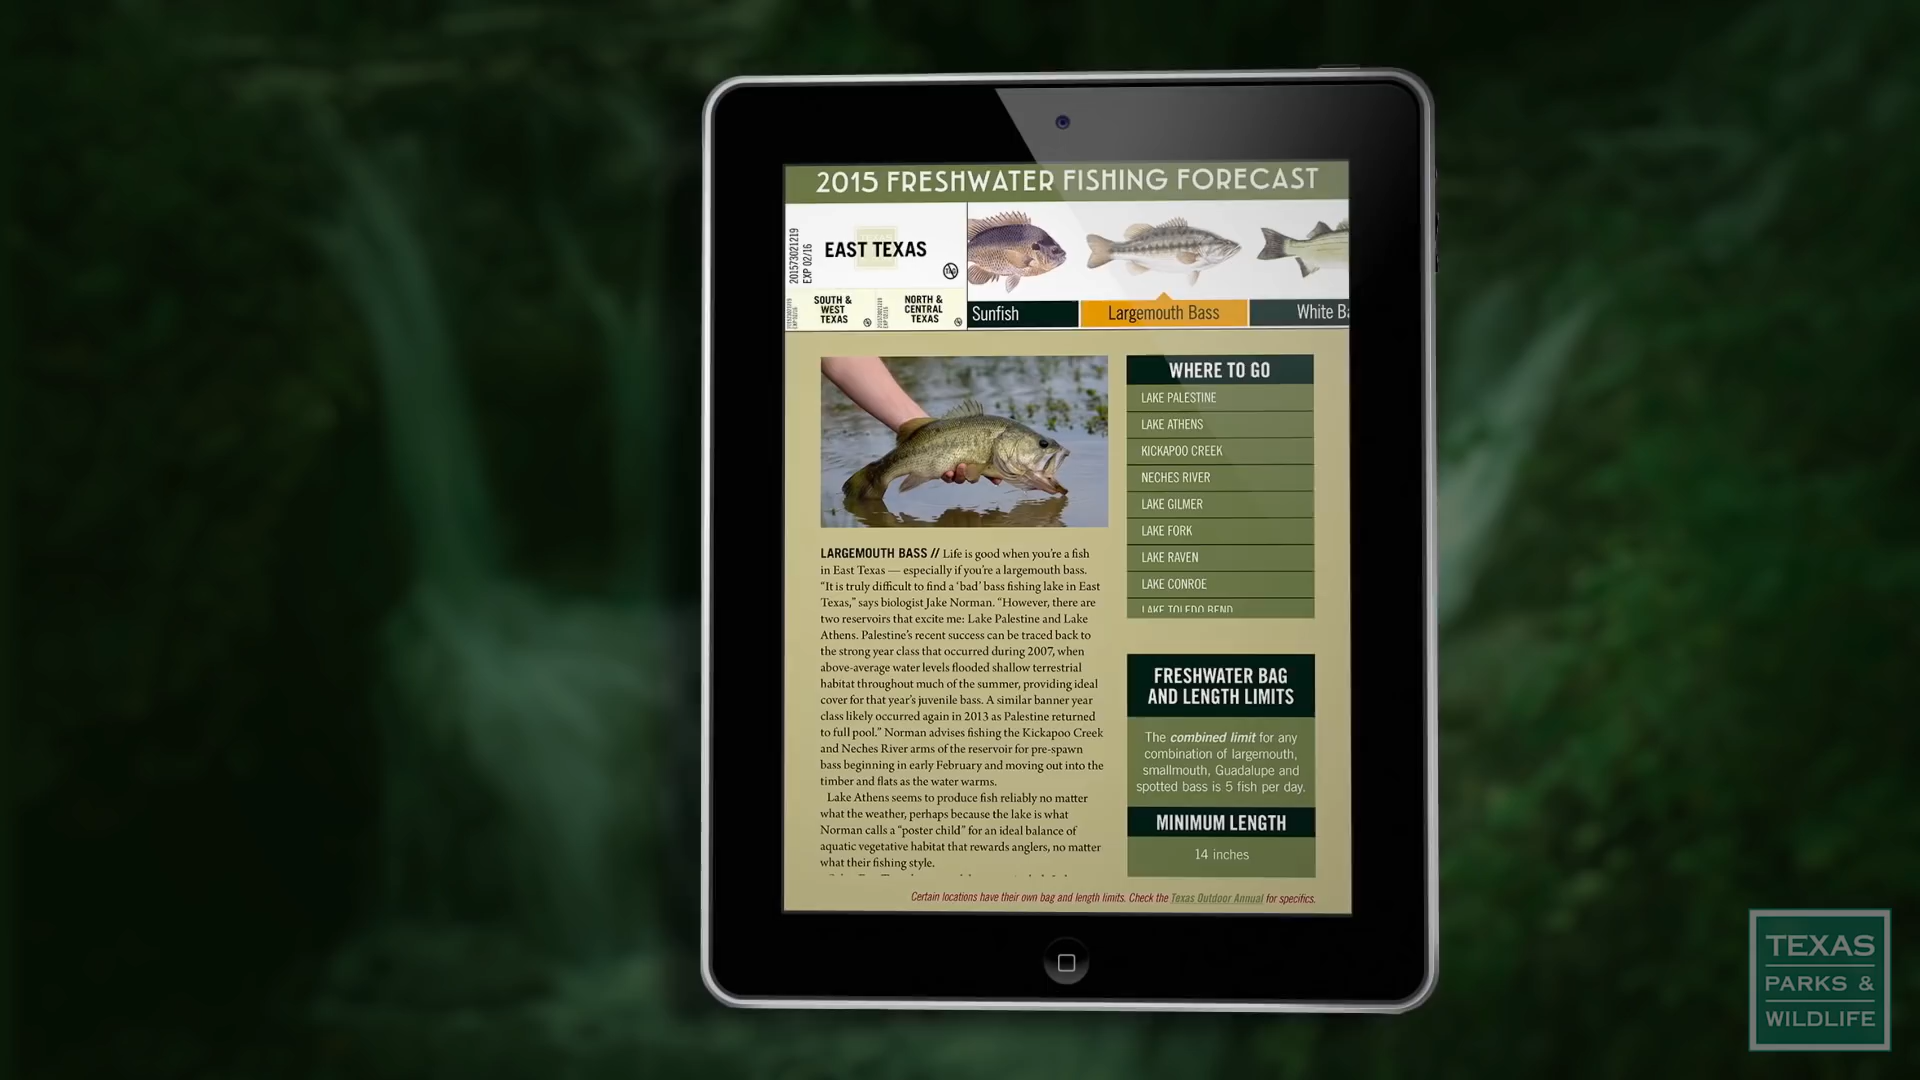 2015 FRESHWATER FISHING FORECAST
201573021219
EXP 02/16
EAST TEXAS
SOUTH &
WEST
TEXAS
NORTH &
CENTRAL
TEXAS
Sunfish
Largemouth Bass
White Ba
LARGEMOUTH BASS // Life is good when you're a fish
in East Texas — especially if you're a largemouth bass.
“It is truly difficult to find a ‘bad’ bass fishing lake in East
Texas,” says biologist Jake Norman. “However, there are
two reservoirs that excite me: Lake Palestine and Lake
Athens. Palestine's recent success can be traced back to
the strong year class that occurred during 2007, when
above-average water levels flooded shallow terrestrial
habitat throughout much of the summer, providing ideal
cover for that year's juvenile bass. A similar banner year
class likely occurred again in 2013 as Palestine returned
to full pool.” Norman advises fishing the Kickapoo Creek
and Neches River arms of the reservoir for pre-spawn
bass beginning in early February and moving out into the
timber and flats as the water warms.
Lake Athens seems to produce fish reliably no matter
what the weather, perhaps because the lake is what
Norman calls a “poster child” for an ideal balance of
aquatic vegetative habitat that rewards anglers, no matter
what their fishing style.
WHERE TO GO
LAKE PALESTINE
LAKE ATHENS
KICKAPOO CREEK
NECHES RIVER
LAKE GILMER
LAKE FORK
LAKE RAVEN
LAKE CONROE
LAKE TOLEDO BEND
FRESHWATER BAG
AND LENGTH LIMITS
The combined limit for any
combination of largemouth,
smallmouth, Guadalupe and
spotted bass is 5 fish per day.
MINIMUM LENGTH
14 inches
Certain locations have their own bag and length limits. Check the Texas Outdoor Annual for specifics.
TEXAS
PARKS &
WILDLIFE